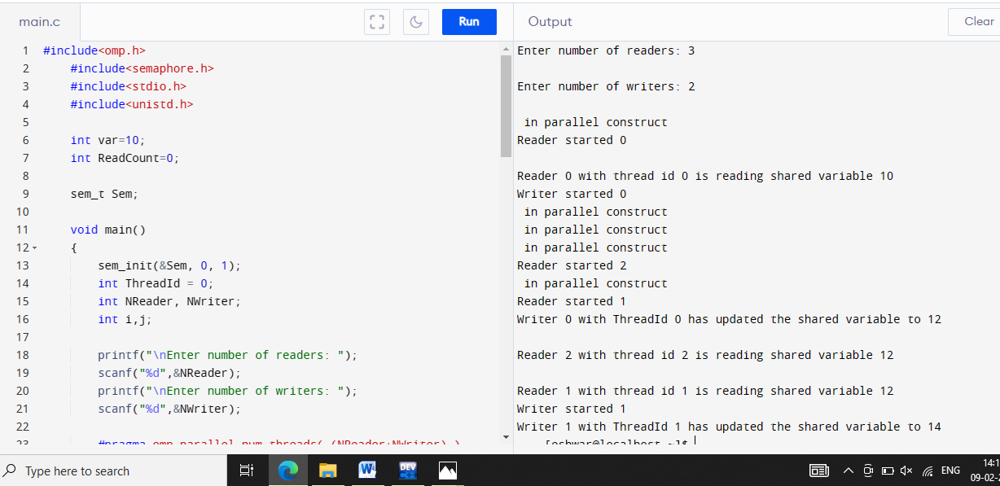 main.c
Run
Output
Clear
1 #include<omp.h>
2 #include<semaphore.h>
3 #include<stdio.h>
4 #include<unistd.h>
5
6 int var=10;
7 int ReadCount=0;
8
9 sem_t Sem;
10
11 void main()
12 {
13 sem_init(&Sem, 0, 1);
14 int ThreadId = 0;
15 int NReader, NWriter;
16 int i,j;
17
18 printf("\nEnter number of readers: ");
19 scanf("%d",&NReader);
20 printf("\nEnter number of writers: ");
21 scanf("%d",&NWriter);
22
23 #pragma omp parallel num_threads( (NReader+NWriter) )
Enter number of readers: 3
Enter number of writers: 2
in parallel construct
Reader started 0
Reader 0 with thread id 0 is reading shared variable 10
Writer started 0
in parallel construct
in parallel construct
in parallel construct
Reader started 2
in parallel construct
Reader started 1
Writer 0 with ThreadId 0 has updated the shared variable to 12
Reader 2 with thread id 2 is reading shared variable 12
Reader 1 with thread id 1 is reading shared variable 12
Writer started 1
Writer 1 with ThreadId 1 has updated the shared variable to 14
[eshwar@localhost ~]$
Type here to search
W
DEV
ENG
14:1
09-02-